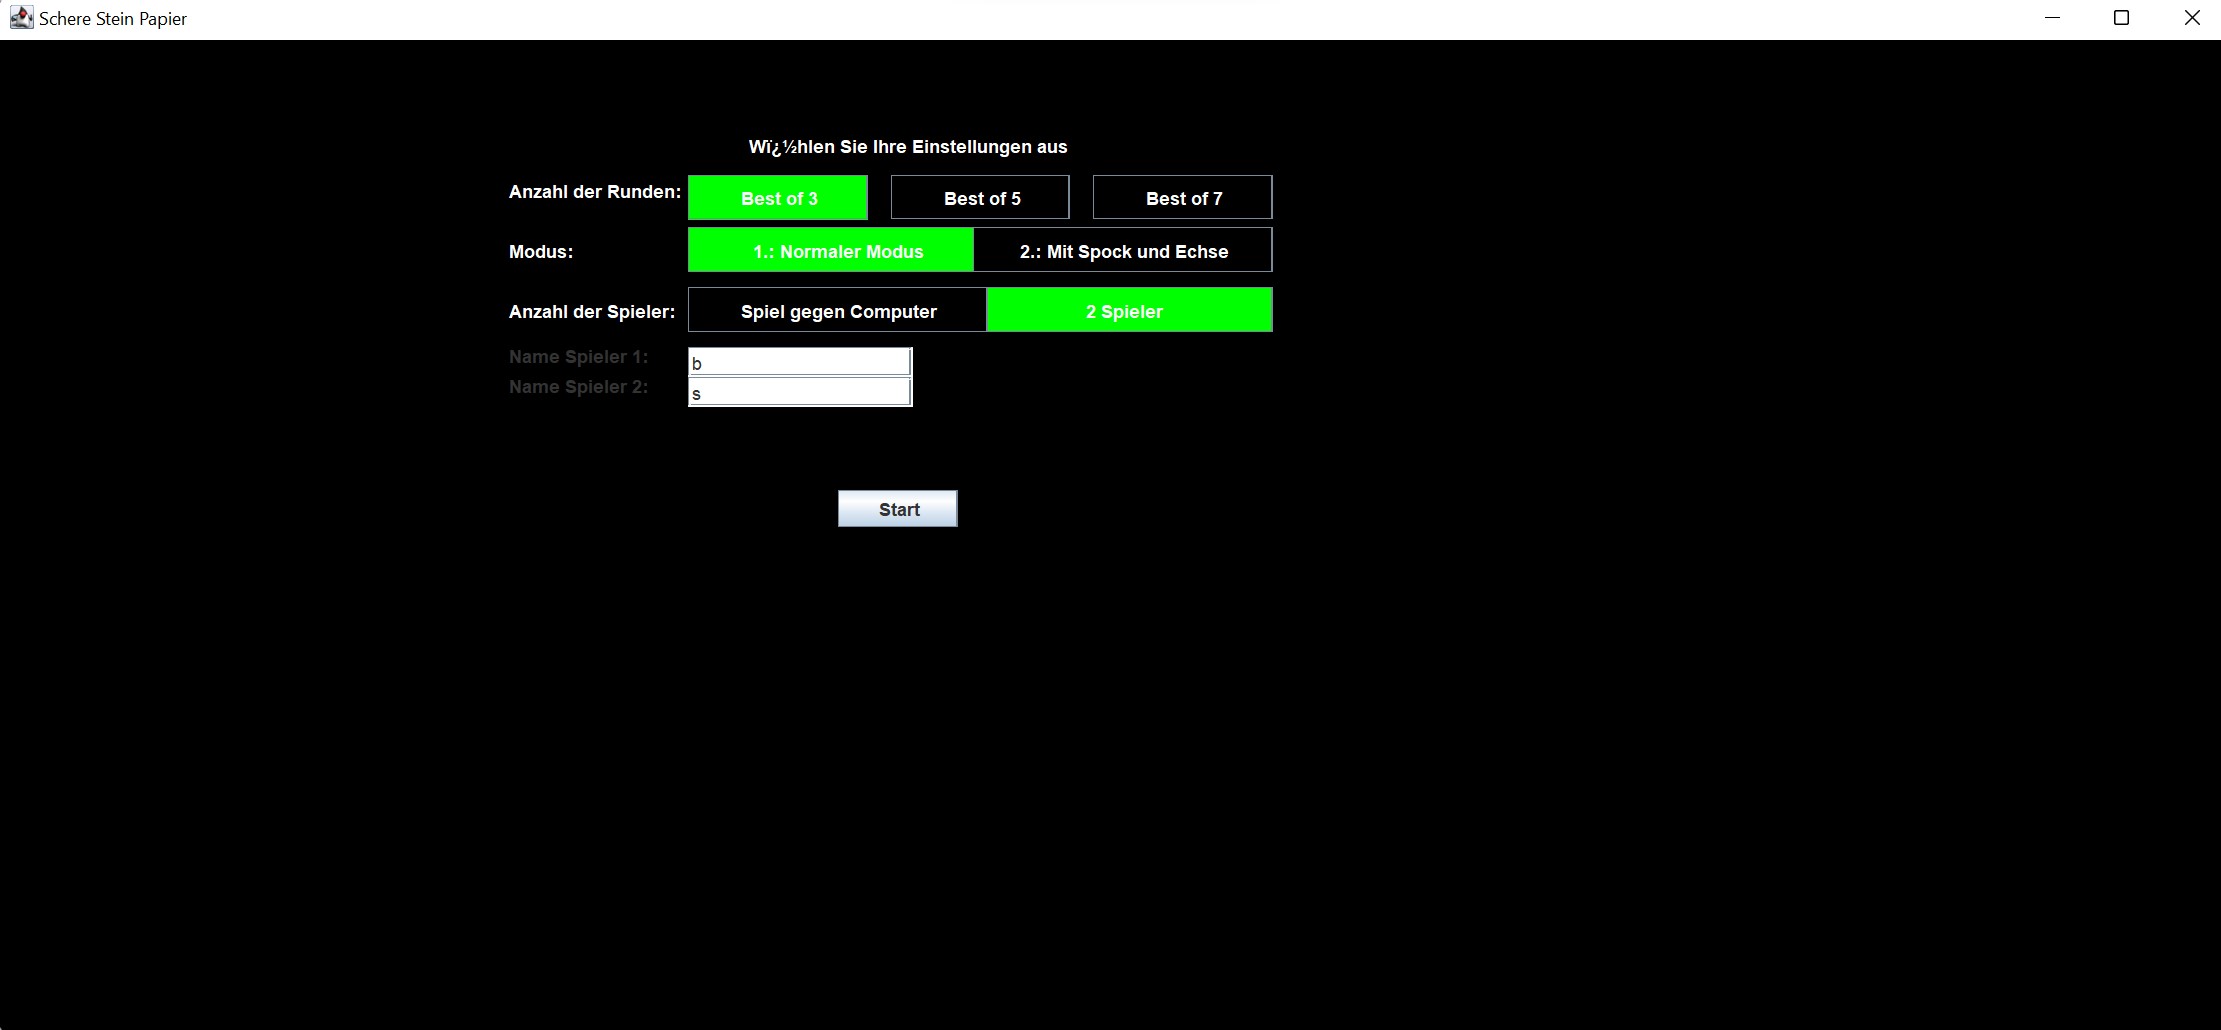 Schere Stein Papier
Wï¿½hlen Sie Ihre Einstellungen aus
Anzahl der Runden: Best of 3 Best of 5 Best of 7
Modus: 1.: Normaler Modus 2.: Mit Spock und Echse
Anzahl der Spieler: Spiel gegen Computer 2 Spieler
Name Spieler 1: b
Name Spieler 2: s
Start